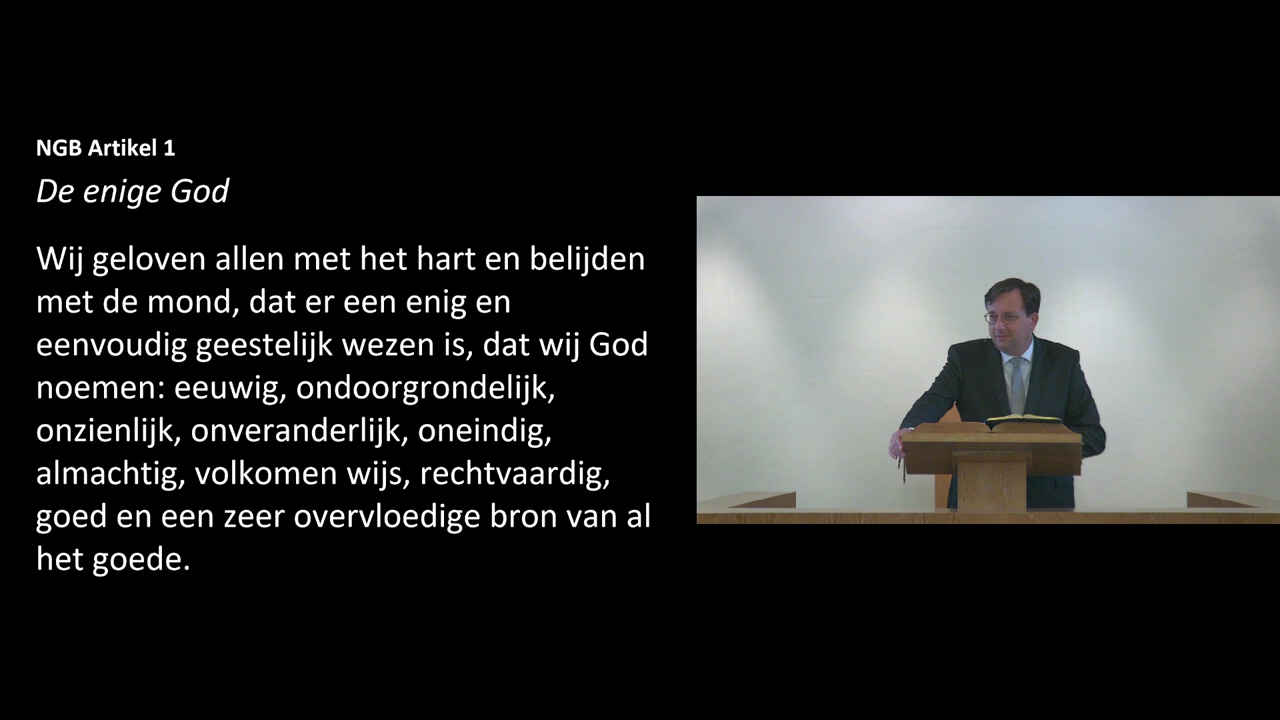 NGB Artikel 1
De enige God
Wij geloven allen met het hart en belijden
met de mond, dat er een enig en
eenvoudig geestelijk wezen is, dat wij God
noemen: eeuwig, ondoorgrondelijk,
onzienlijk, onveranderlijk, oneindig,
almachtig, volkomen wijs, rechtvaardig,
goed en een zeer overvloedige bron van al
het goede.